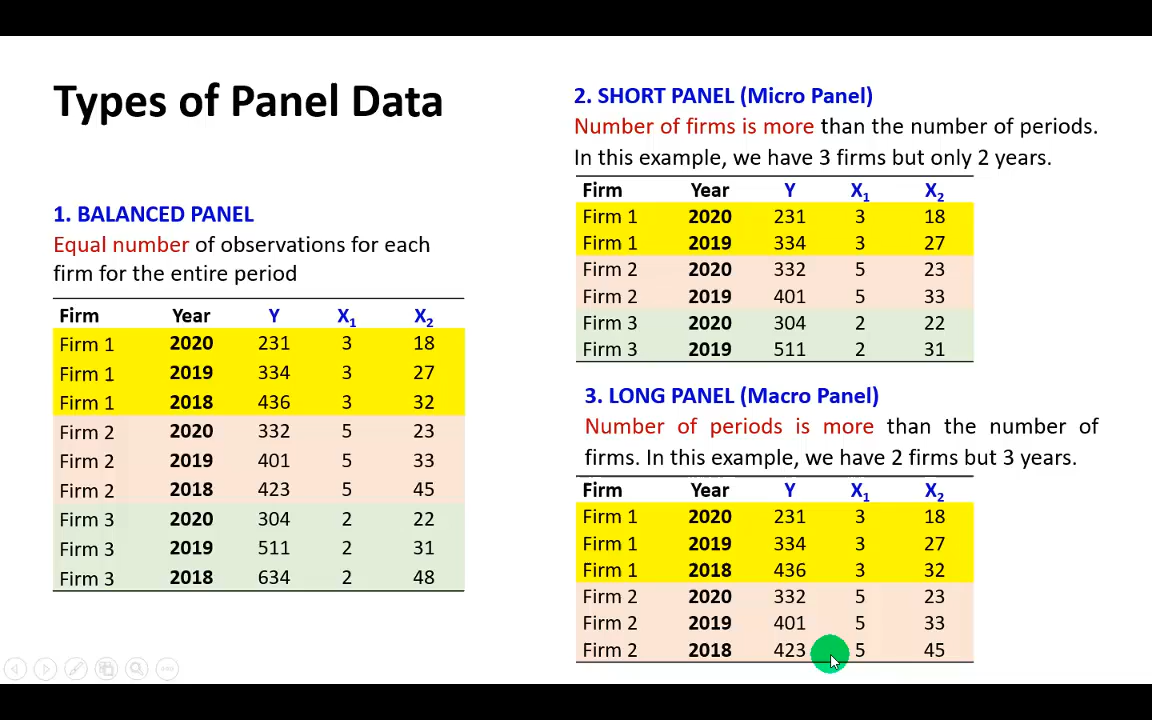 Types of Panel Data
1. BALANCED PANEL
Equal number of observations for each
firm for the entire period
Firm Year Y X₁ X₂
Firm 1 2020 231 3 18
Firm 1 2019 334 3 27
Firm 1 2018 436 3 32
Firm 2 2020 332 5 23
Firm 2 2019 401 5 33
Firm 2 2018 423 5 45
Firm 3 2020 304 2 22
Firm 3 2019 511 2 31
Firm 3 2018 634 2 48
2. SHORT PANEL (Micro Panel)
Number of firms is more than the number of periods.
In this example, we have 3 firms but only 2 years.
Firm Year Y X₁ X₂
Firm 1 2020 231 3 18
Firm 1 2019 334 3 27
Firm 2 2020 332 5 23
Firm 2 2019 401 5 33
Firm 3 2020 304 2 22
Firm 3 2019 511 2 31
3. LONG PANEL (Macro Panel)
Number of periods is more than the number of
firms. In this example, we have 2 firms but 3 years.
Firm Year Y X₁ X₂
Firm 1 2020 231 3 18
Firm 1 2019 334 3 27
Firm 1 2018 436 3 32
Firm 2 2020 332 5 23
Firm 2 2019 401 5 33
Firm 2 2018 423 5 45